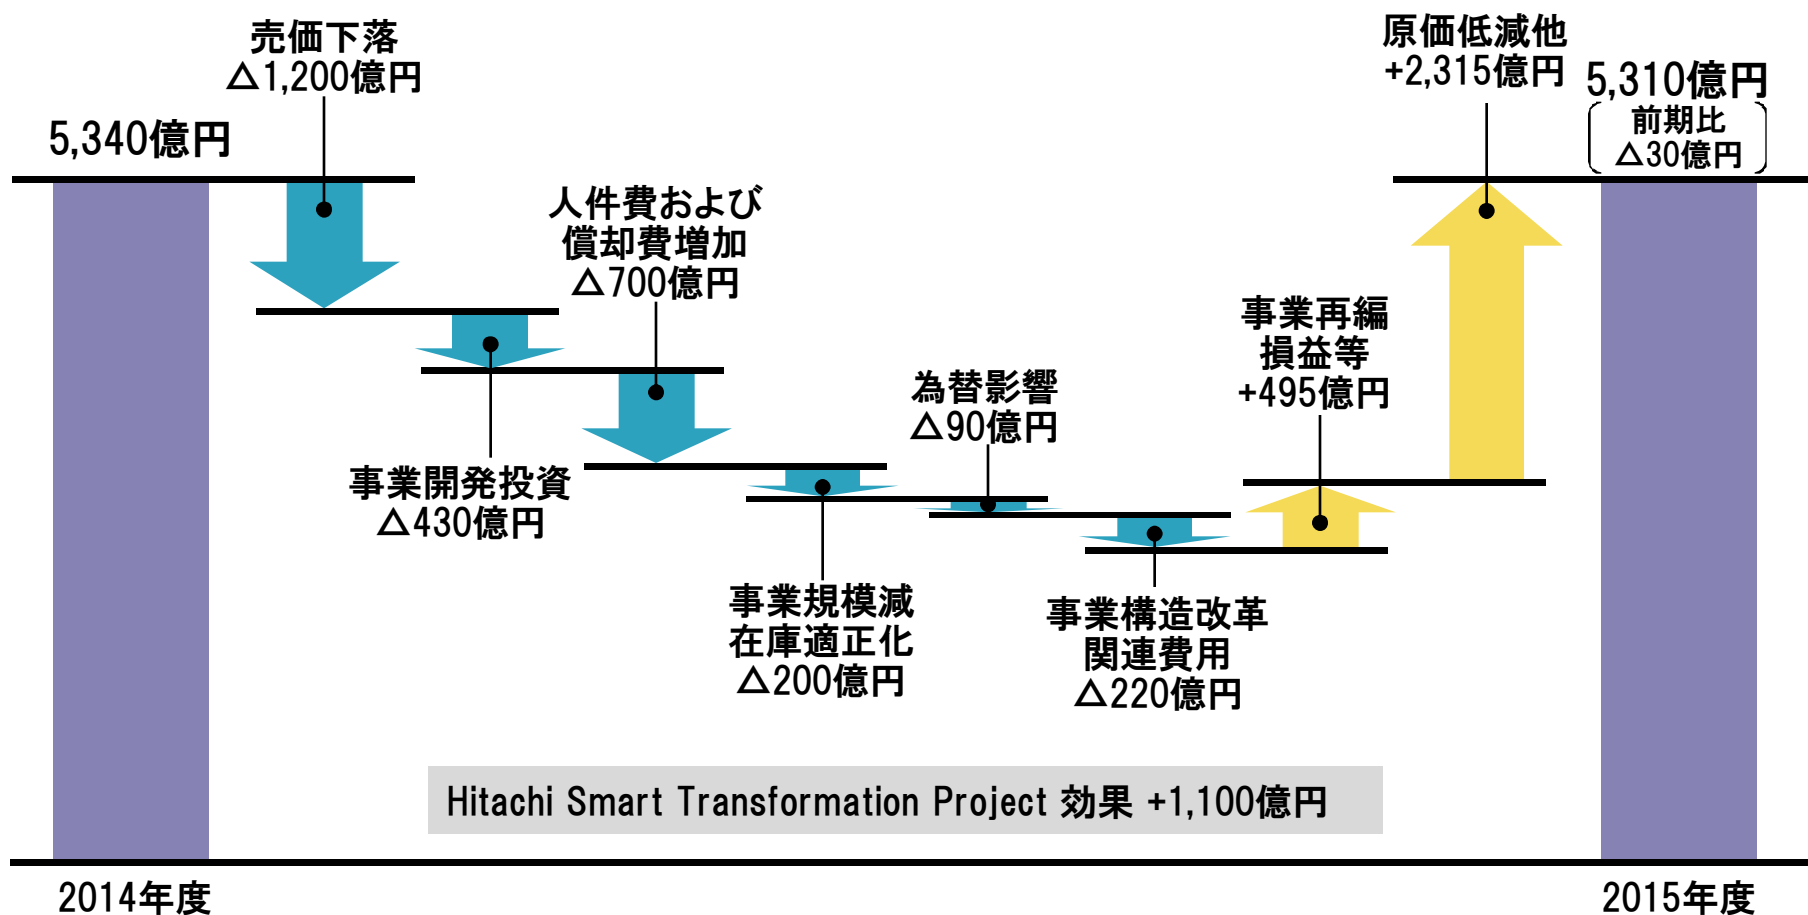 売価下落
△1,200億円
5,340億円
人件費および
償却費増加
△700億円
事業開発投資
△430億円
事業規模減
在庫適正化
△200億円
為替影響
△90億円
事業構造改革
関連費用
△220億円
事業再編
損益等
+495億円
原価低減他
+2,315億円
5,310億円
前期比
△30億円
Hitachi Smart Transformation Project 効果 +1,100億円
2014年度
2015年度